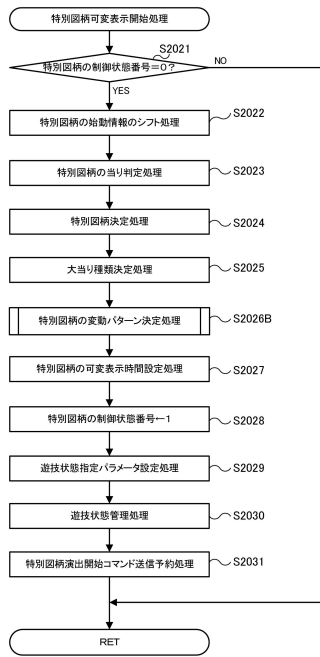 特別図柄可変表示開始処理
S2021
特別図柄の制御状態番号=0?
NO
YES
特別図柄の始動情報のシフト処理
S2022
特別図柄の当り判定処理
S2023
特別図柄決定処理
S2024
大当り種類決定処理
S2025
特別図柄の変動パターン決定処理
S2026B
特別図柄の可変表示時間設定処理
S2027
特別図柄の制御状態番号←1
S2028
遊技状態指定パラメータ設定処理
S2029
遊技状態管理処理
S2030
特別図柄演出開始コマンド送信予約処理
S2031
RET